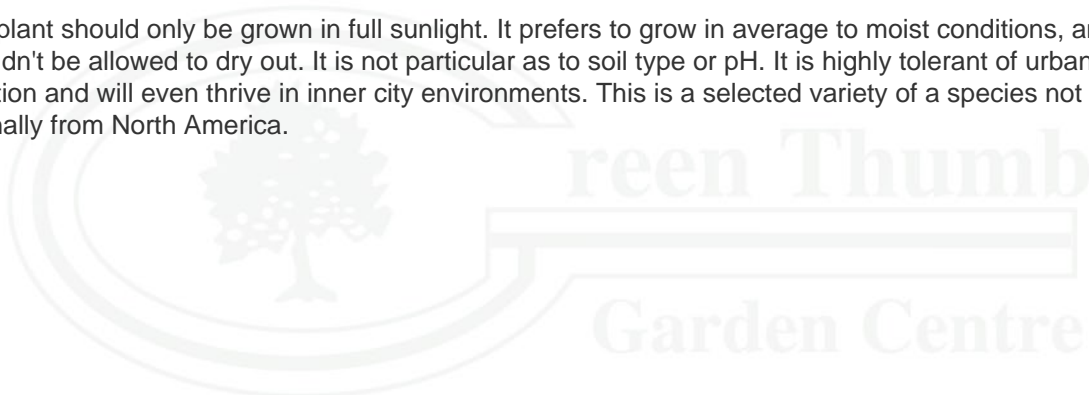 plant should only be grown in full sunlight. It prefers to grow in average to moist conditions, an
dn't be allowed to dry out. It is not particular as to soil type or pH. It is highly tolerant of urban
tion and will even thrive in inner city environments. This is a selected variety of a species not
nally from North America.
reen Thumb
Garden Centre